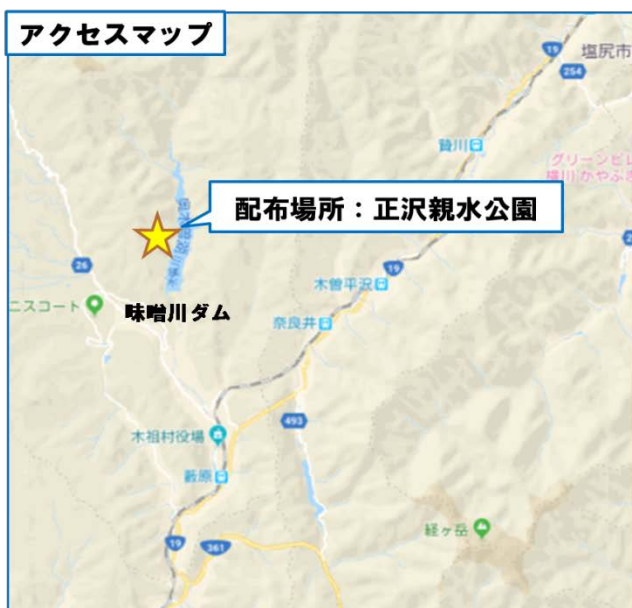 アクセスマップ
19
塩尻市
254
贄川
グリーンビレ
横川かやぶき
配布場所：正沢親水公園
26
ニスコート
味噌川ダム
木曽平沢
19
奈良井
木祖村役場
493
藪原
19
361
経ヶ岳